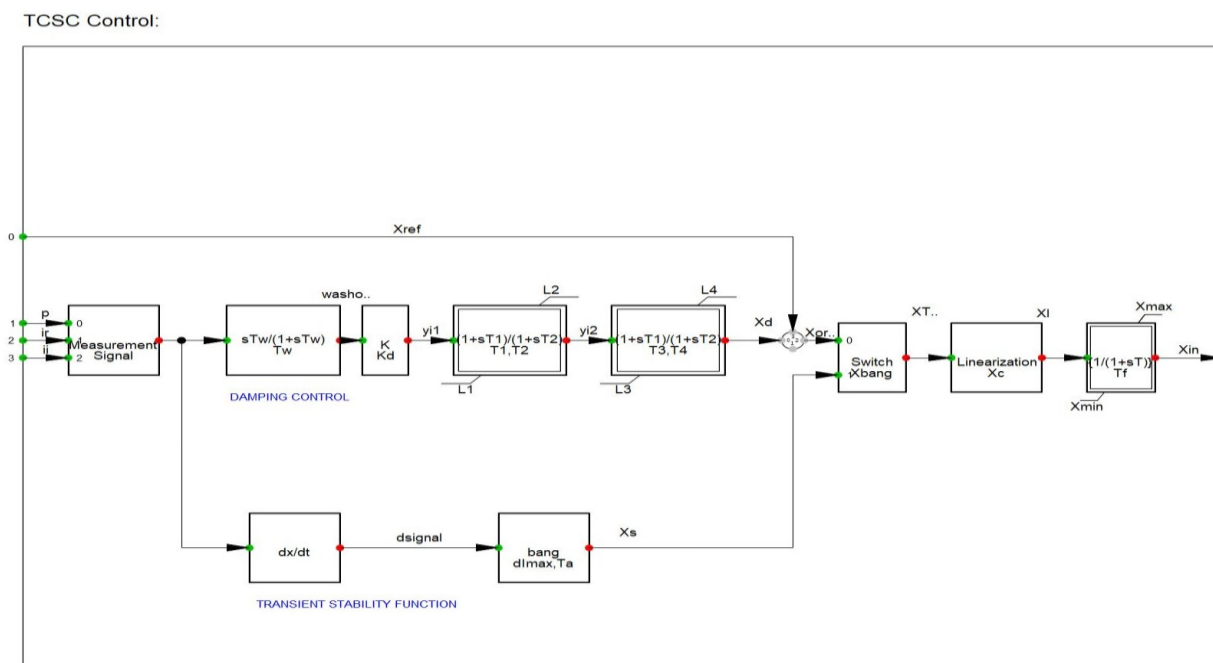 TCSC Control:
Xref
0
L2
L4
Xmax
washo..
Xd
XT..
Xl
p
1
0
ir
2
1
ii
3
2
Measurement
Signal
sTw/(1+sTw)
Tw
K
Kd
yi1
(1+sT1)/(1+sT2
T1,T2
yi2
(1+sT1)/(1+sT2
T3,T4
Xor..
0
1
Switch
Xbang
Linearization
Xc
[1/(1+sT)]
Tf
Xin
L1
L3
Xmin
DAMPING CONTROL
dx/dt
dsignal
bang
dImax,Ta
Xs
TRANSIENT STABILITY FUNCTION